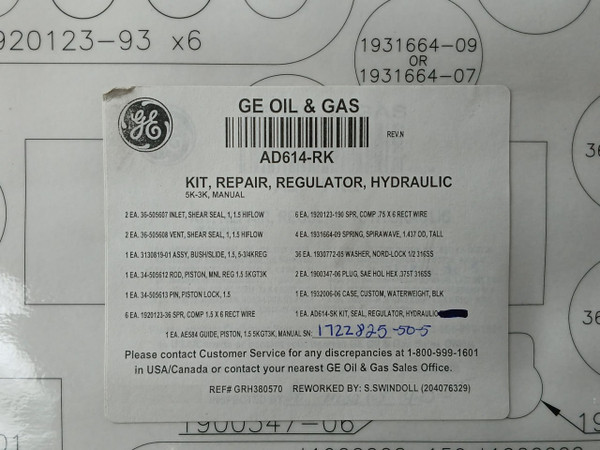 1920123-93 x6
1931664-09
OR
1931664-07
GE OIL & GAS
REV.N
AD614-RK
KIT, REPAIR, REGULATOR, HYDRAULIC
5K-3K, MANUAL
2 EA. 36-505607 INLET, SHEAR SEAL, 1, 1.5 HIFLOW
6 EA. 1920123-190 SPR, COMP .75 X 6 RECT WIRE
2 EA. 36-505608 VENT, SHEAR SEAL, 1, 1.5 HIFLOW
4 EA. 1931664-09 SPRING, SPIRAWAVE, 1.437 OD, TALL
1 EA. 3130819-01 ASSY, BUSH/SLIDE, 1.5, 5-3/4KREG
36 EA. 1930772-05 WASHER, NORD-LOCK 1/2 316SS
1 EA. 34-505612 ROD, PISTON, MNL REG 1.5 5KGT3K
2 EA. 1900347-06 PLUG, SAE HOL HEX .375T 316SS
1 EA. 34-505613 PIN, PISTON LOCK, 1.5
1 EA. 1932006-06 CASE, CUSTOM, WATERWEIGHT, BLK
6 EA. 1920123-36 SPR, COMP 1.5 X 6 RECT WIRE
1 EA. AD614-SK KIT, SEAL, REGULATOR, HYDRAULIC
1 EA. AE584 GUIDE, PISTON, 1.5 5KGT3K, MANUAL SN: 1722825-50-5
Please contact Customer Service for any discrepancies at 1-800-999-1601
in USA/Canada or contact your nearest GE Oil & Gas Sales Office.
REF# GRH380570 REWORKED BY: S.SWINDOLL (204076329)
1900347-06